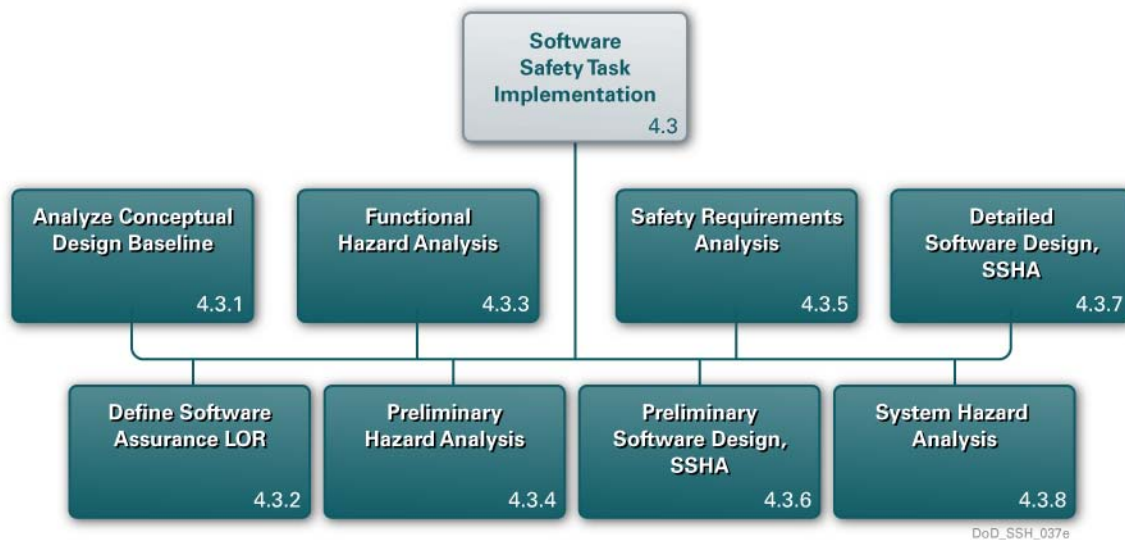 Software
Safety Task
Implementation
4.3
Analyze Conceptual
Design Baseline
4.3.1
Functional
Hazard Analysis
4.3.3
Safety Requirements
Analysis
4.3.5
Detailed
Software Design,
SSHA
4.3.7
Define Software
Assurance LOR
4.3.2
Preliminary
Hazard Analysis
4.3.4
Preliminary
Software Design,
SSHA
4.3.6
System Hazard
Analysis
4.3.8
DoD_SSH_037e